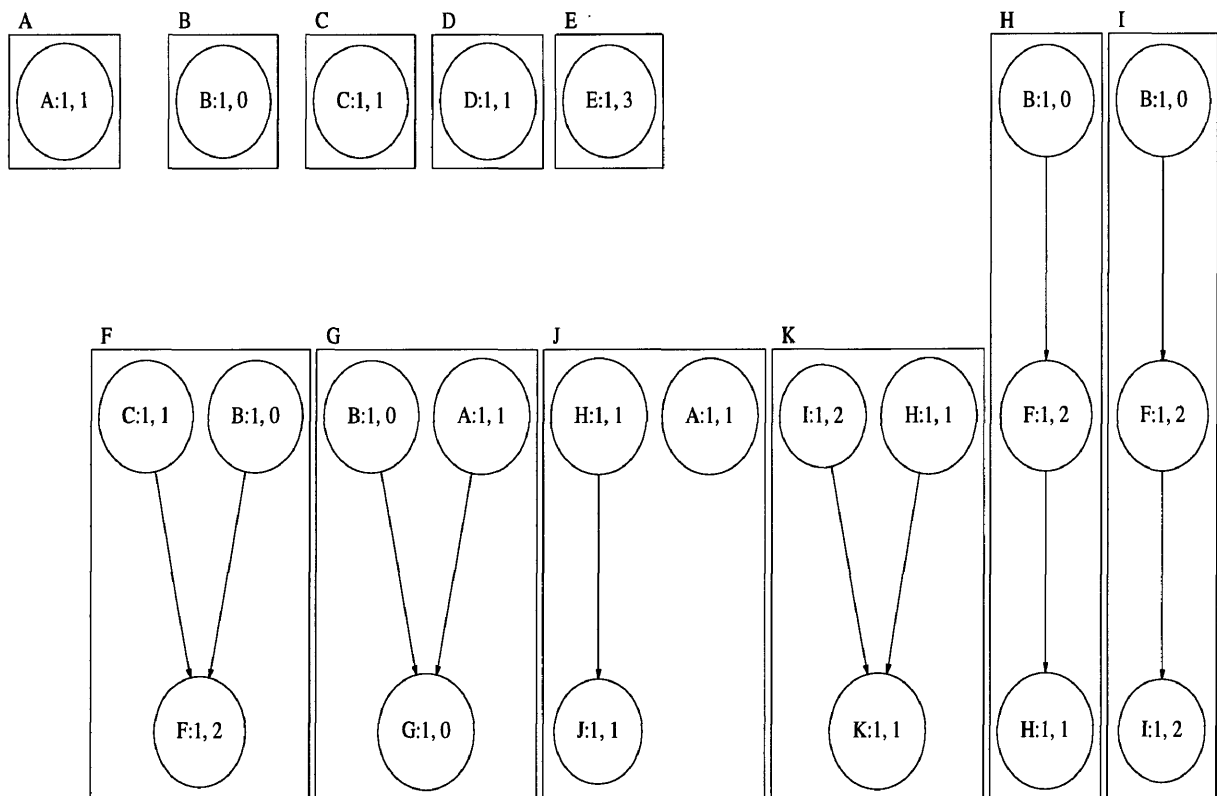 A
B
C
D
E
H
I
A:1, 1
B:1, 0
C:1, 1
D:1, 1
E:1, 3
B:1, 0
B:1, 0
F
G
J
K
C:1, 1
B:1, 0
B:1, 0
A:1, 1
H:1, 1
A:1, 1
I:1, 2
H:1, 1
F:1, 2
F:1, 2
F:1, 2
G:1, 0
J:1, 1
K:1, 1
H:1, 1
I:1, 2